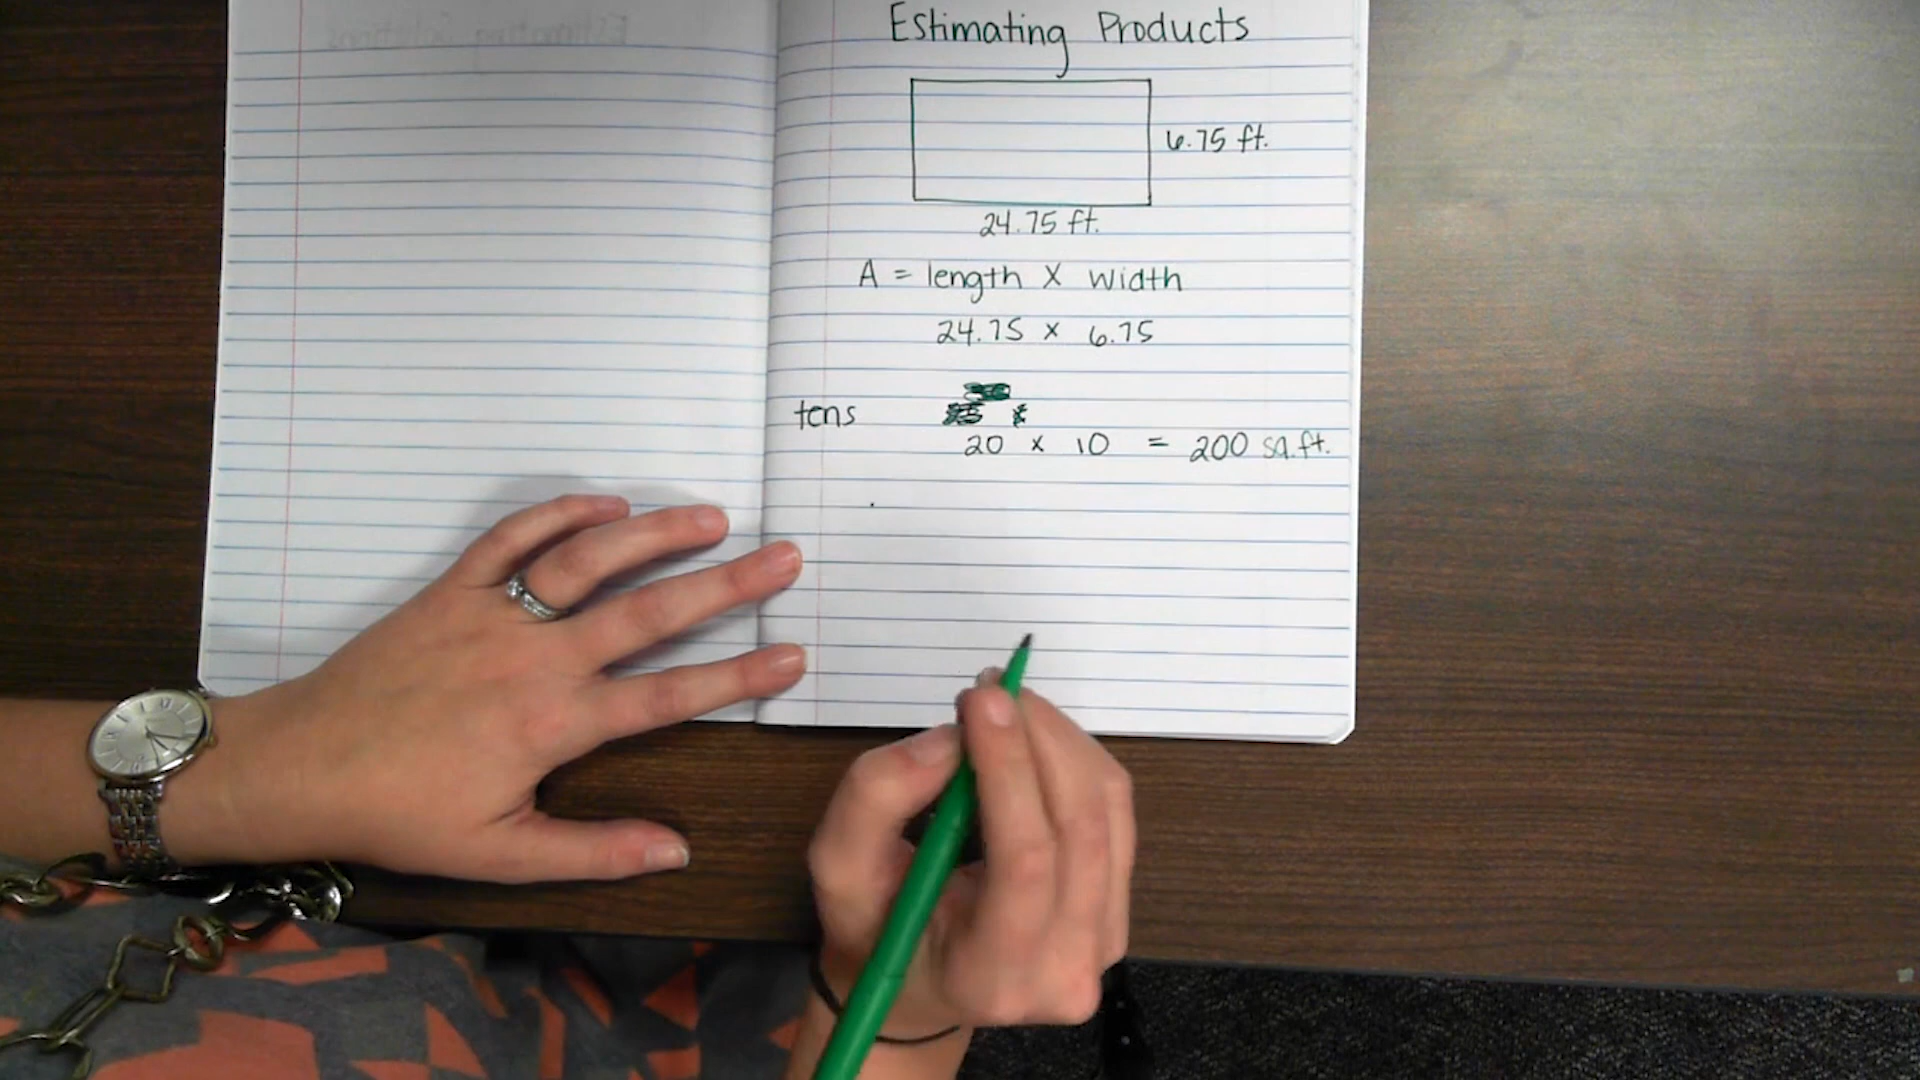 Estimating Products
6.75 ft.
24.75 ft.
A = length X width
24.75 x 6.75
tens
20 x 10 = 200 sq.ft.